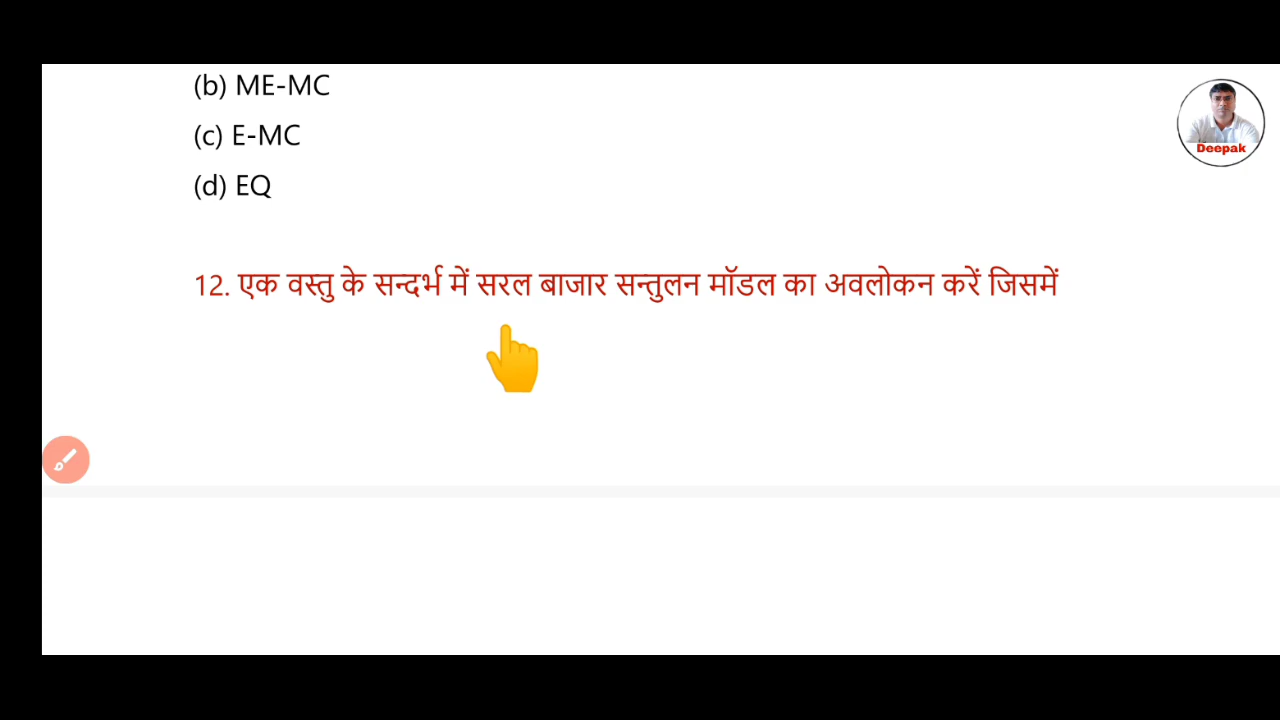 (b) ME-MC
Deepak
(c) E-MC
(d) EQ
12. एक वस्तु के सन्दर्भ में सरल बाजार सन्तुलन मॉडल का अवलोकन करें जिसमें